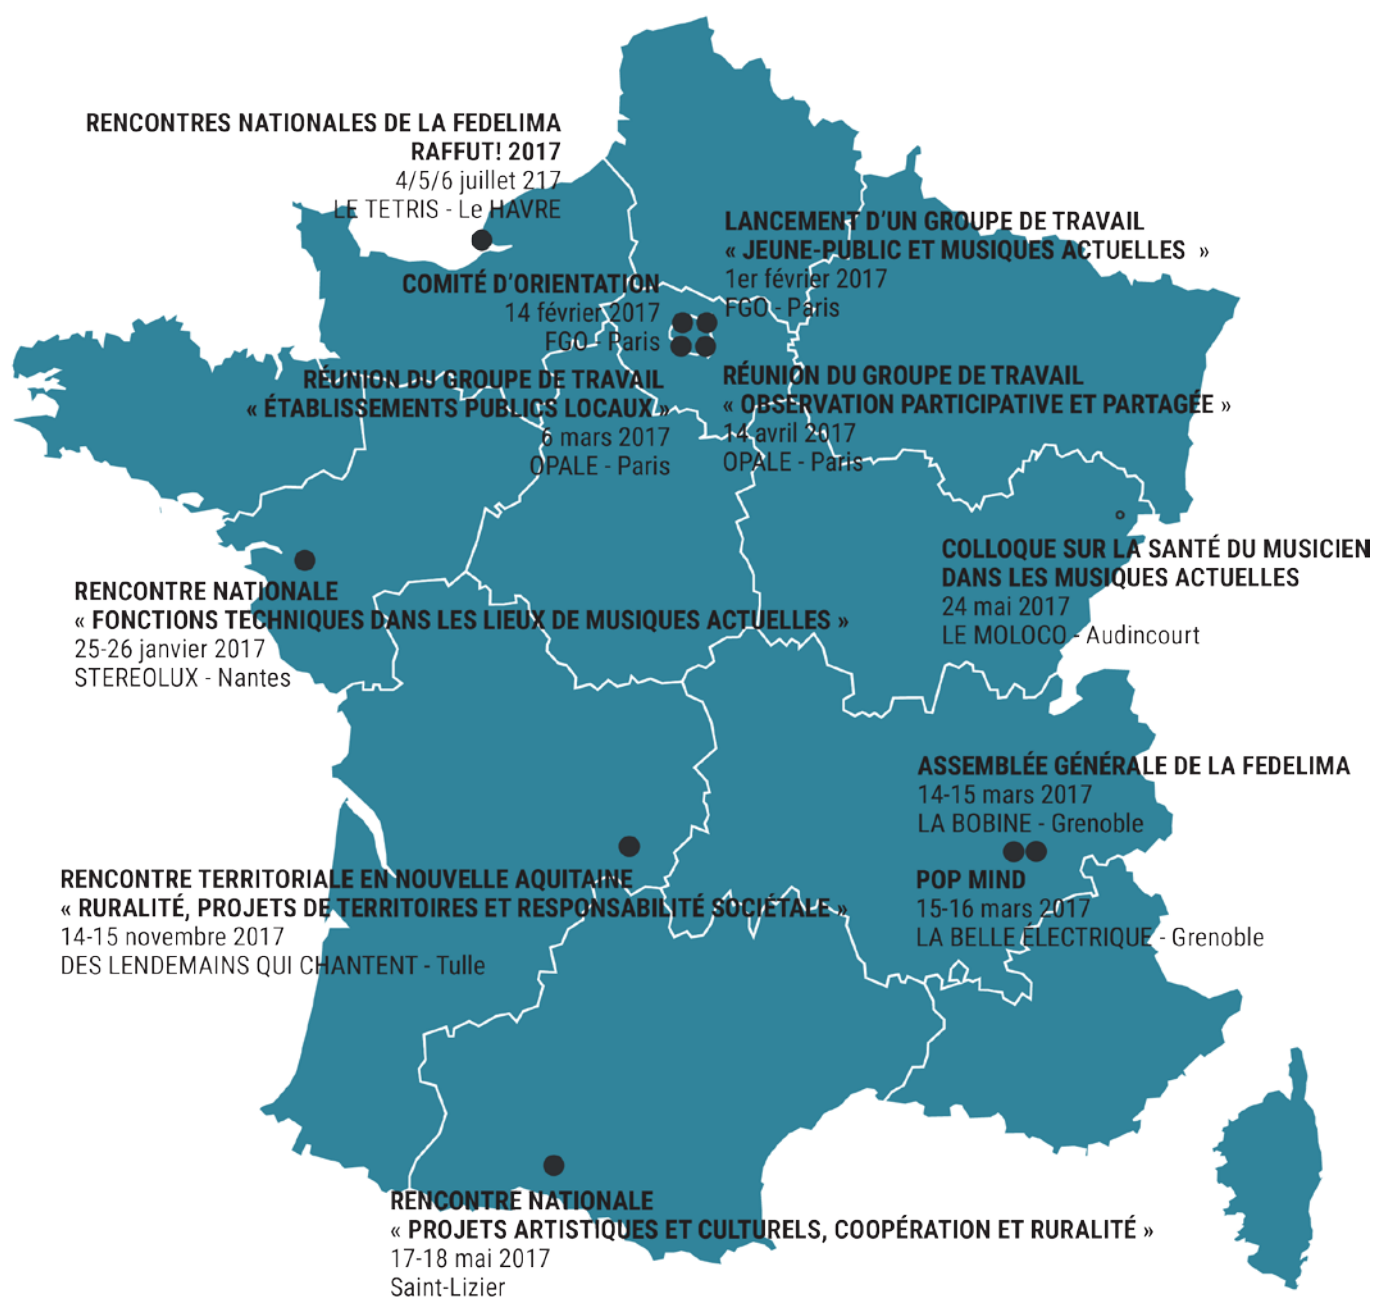 RENCONTRES NATIONALES DE LA FEDELIMA
RAFFUT! 2017
4/5/6 juillet 217
LE TETRIS - Le HAVRE
LANCEMENT D'UN GROUPE DE TRAVAIL
« JEUNE-PUBLIC ET MUSIQUES ACTUELLES »
1er février 2017
FGO - Paris
COMITÉ D'ORIENTATION
14 février 2017
FGO - Paris
RÉUNION DU GROUPE DE TRAVAIL
« ÉTABLISSEMENTS PUBLICS LOCAUX »
6 mars 2017
OPALE - Paris
RÉUNION DU GROUPE DE TRAVAIL
« OBSERVATION PARTICIPATIVE ET PARTAGÉE »
14 avril 2017
OPALE - Paris
COLLOQUE SUR LA SANTÉ DU MUSICIEN
DANS LES MUSIQUES ACTUELLES
24 mai 2017
LE MOLOCO - Audincourt
RENCONTRE NATIONALE
« FONCTIONS TECHNIQUES DANS LES LIEUX DE MUSIQUES ACTUELLES »
25-26 janvier 2017
STEREOLUX - Nantes
ASSEMBLÉE GÉNÉRALE DE LA FEDELIMA
14-15 mars 2017
LA BOBINE - Grenoble
POP MIND
15-16 mars 2017
LA BELLE ÉLECTRIQUE - Grenoble
RENCONTRE TERRITORIALE EN NOUVELLE AQUITAINE
« RURALITÉ, PROJETS DE TERRITOIRES ET RESPONSABILITÉ SOCIÉTALE »
14-15 novembre 2017
DES LENDEMAINS QUI CHANTENT - Tulle
RENCONTRE NATIONALE
« PROJETS ARTISTIQUES ET CULTURELS, COOPÉRATION ET RURALITÉ »
17-18 mai 2017
Saint-Lizier